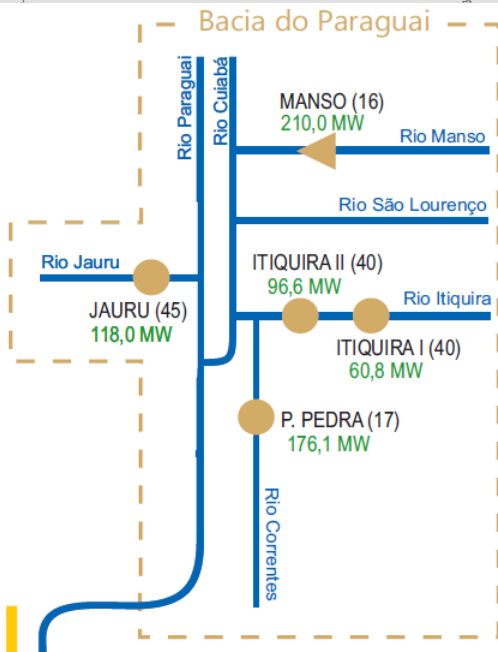 Bacia do Paraguai
Rio Paraguai
Rio Cuiabá
MANSO (16)
210,0 MW
Rio Manso
Rio São Lourenço
Rio Jauru
JAURU (45)
118,0 MW
ITIQUIRA II (40)
96,6 MW
Rio Itiquira
ITIQUIRA I (40)
60,8 MW
P. PEDRA (17)
176,1 MW
Rio Correntes